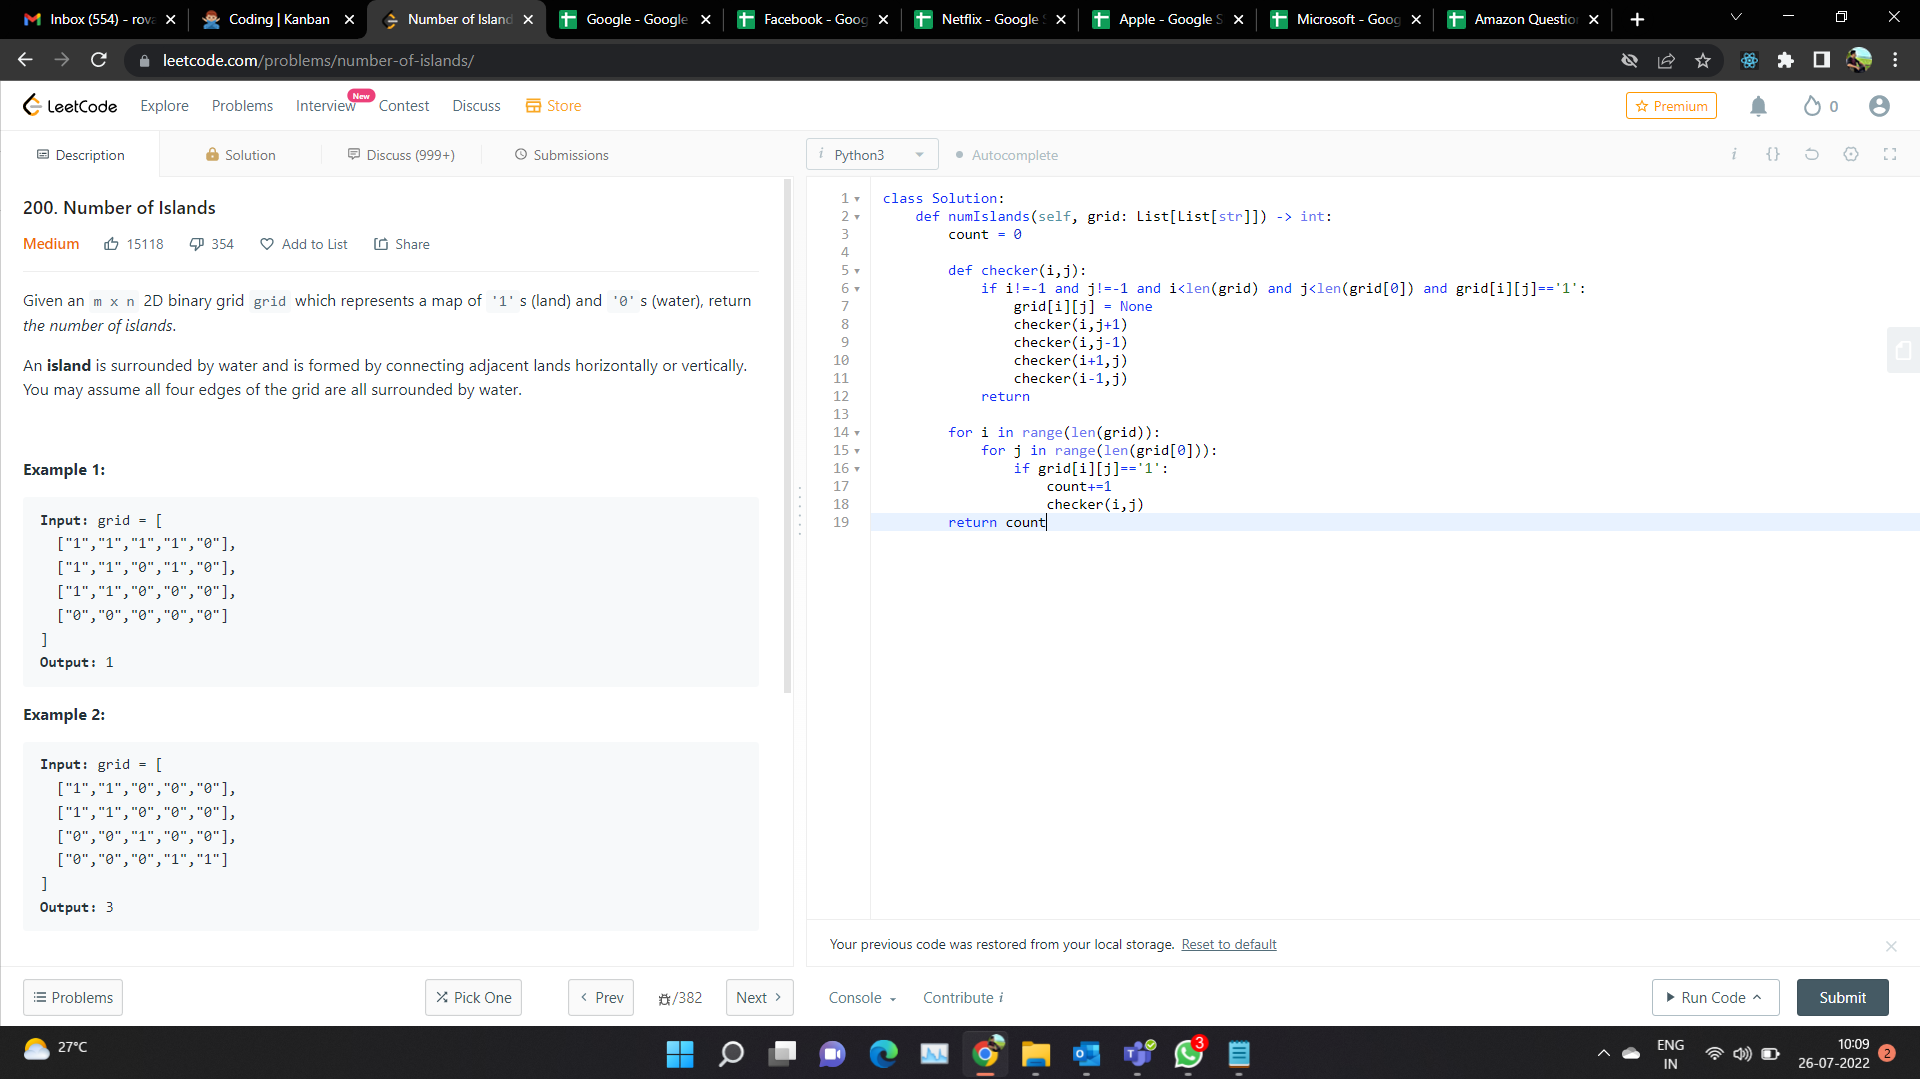 Inbox (554) - rova
Coding | Kanban
Number of Island
Google - Google
Facebook - Goog
Netflix - Google S
Apple - Google S
Microsoft - Goog
Amazon Question
leetcode.com/problems/number-of-islands/
LeetCode
Explore
Problems
Interview
New
Contest
Discuss
Store
Premium
0
Description
Solution
Discuss (999+)
Submissions
i Python3
Autocomplete
i {}
200. Number of Islands
Medium
15118
354
Add to List
Share
Given an m x n 2D binary grid grid which represents a map of '1' s (land) and '0' s (water), return
the number of islands.
An island is surrounded by water and is formed by connecting adjacent lands horizontally or vertically.
You may assume all four edges of the grid are all surrounded by water.
Example 1:
Input: grid = [
["1","1","1","1","0"],
["1","1","0","1","0"],
["1","1","0","0","0"],
["0","0","0","0","0"]
]
Output: 1
Example 2:
Input: grid = [
["1","1","0","0","0"],
["1","1","0","0","0"],
["0","0","1","0","0"],
["0","0","0","1","1"]
]
Output: 3
1 class Solution:
2 def numIslands(self, grid: List[List[str]]) -> int:
3 count = 0
4
5 def checker(i,j):
6 if i!=-1 and j!=-1 and i<len(grid) and j<len(grid[0]) and grid[i][j]=='1':
7 grid[i][j] = None
8 checker(i,j+1)
9 checker(i,j-1)
10 checker(i+1,j)
11 checker(i-1,j)
12 return
13
14 for i in range(len(grid)):
15 for j in range(len(grid[0])):
16 if grid[i][j]=='1':
17 count+=1
18 checker(i,j)
19 return count
Your previous code was restored from your local storage. Reset to default
Problems
Pick One
Prev
/382
Next
Console
Contribute i
Run Code
Submit
27°C
3
ENG
IN
10:09
26-07-2022
2